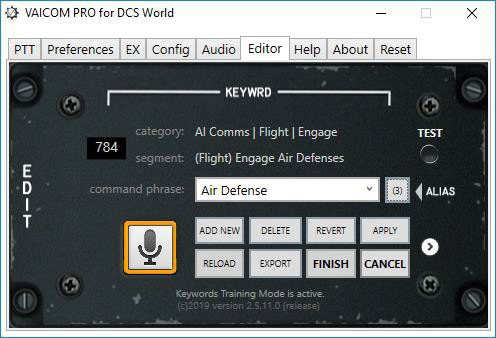 VAICOM PRO for DCS World
PTT Preferences EX Config Audio Editor Help About Reset
KEYWRD
784
category: AI Comms | Flight | Engage
TEST
segment: (Flight) Engage Air Defenses
command phrase: Air Defense (3) ALIAS
EDIT
ADD NEW DELETE REVERT APPLY
RELOAD EXPORT FINISH CANCEL
Keywords Training Mode is active.
(c)2019 version 2.5.11.0 (release)